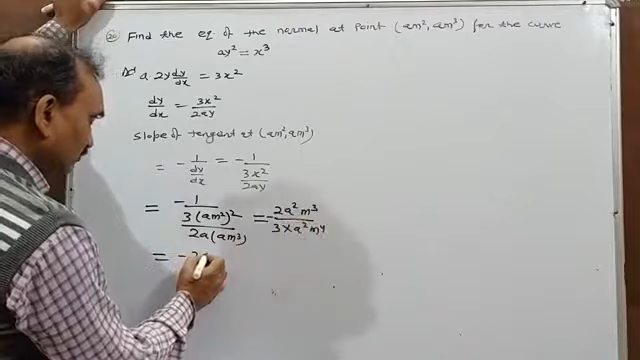 20. Find the eqⁿ of the normal at point (am², am³) for the curve
ay² = x³
a 2y dy/dx = 3x²
dy/dx = 3x²/2ay
slope of tangent at (am², am³)
= - 1/(dy/dx) = - 1/(3x²/2ay)
= - 1/(3(am²)²/2a(am³)) = - 2a²m³/3×a²m⁴
= - 2